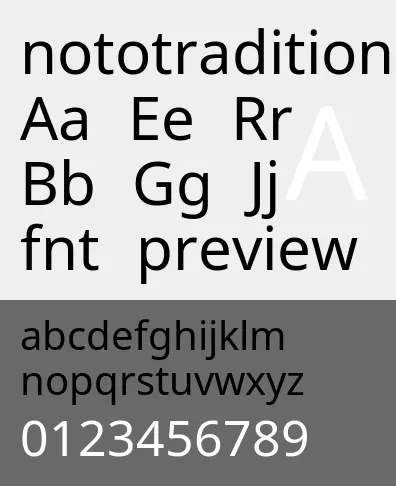 nototradition
Aa Ee Rr
A
Bb Gg Jj
fnt preview
abcdefghijklm
nopqrstuvwxyz
0123456789